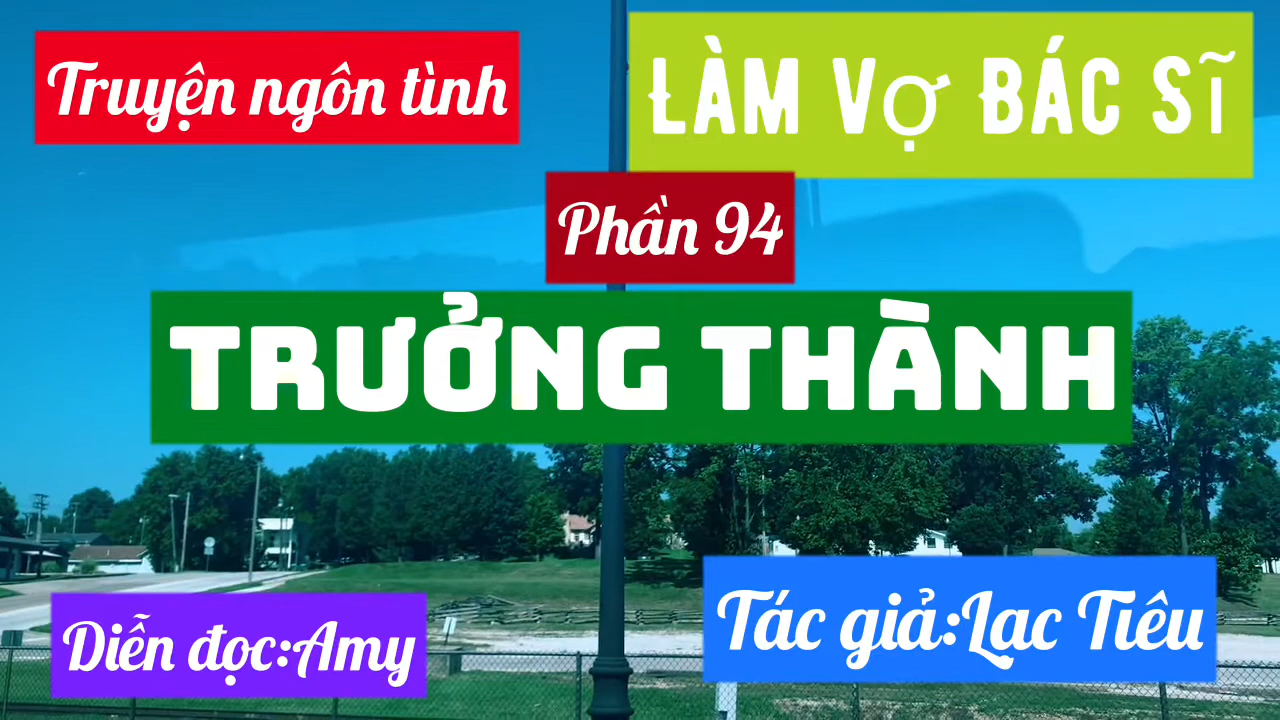 Truyện ngôn tình
LÀM VỢ BÁC SĨ
Phần 94
TRƯỞNG THÀNH
Diễn đọc:Amy
Tác giả:Lạc Tiêu